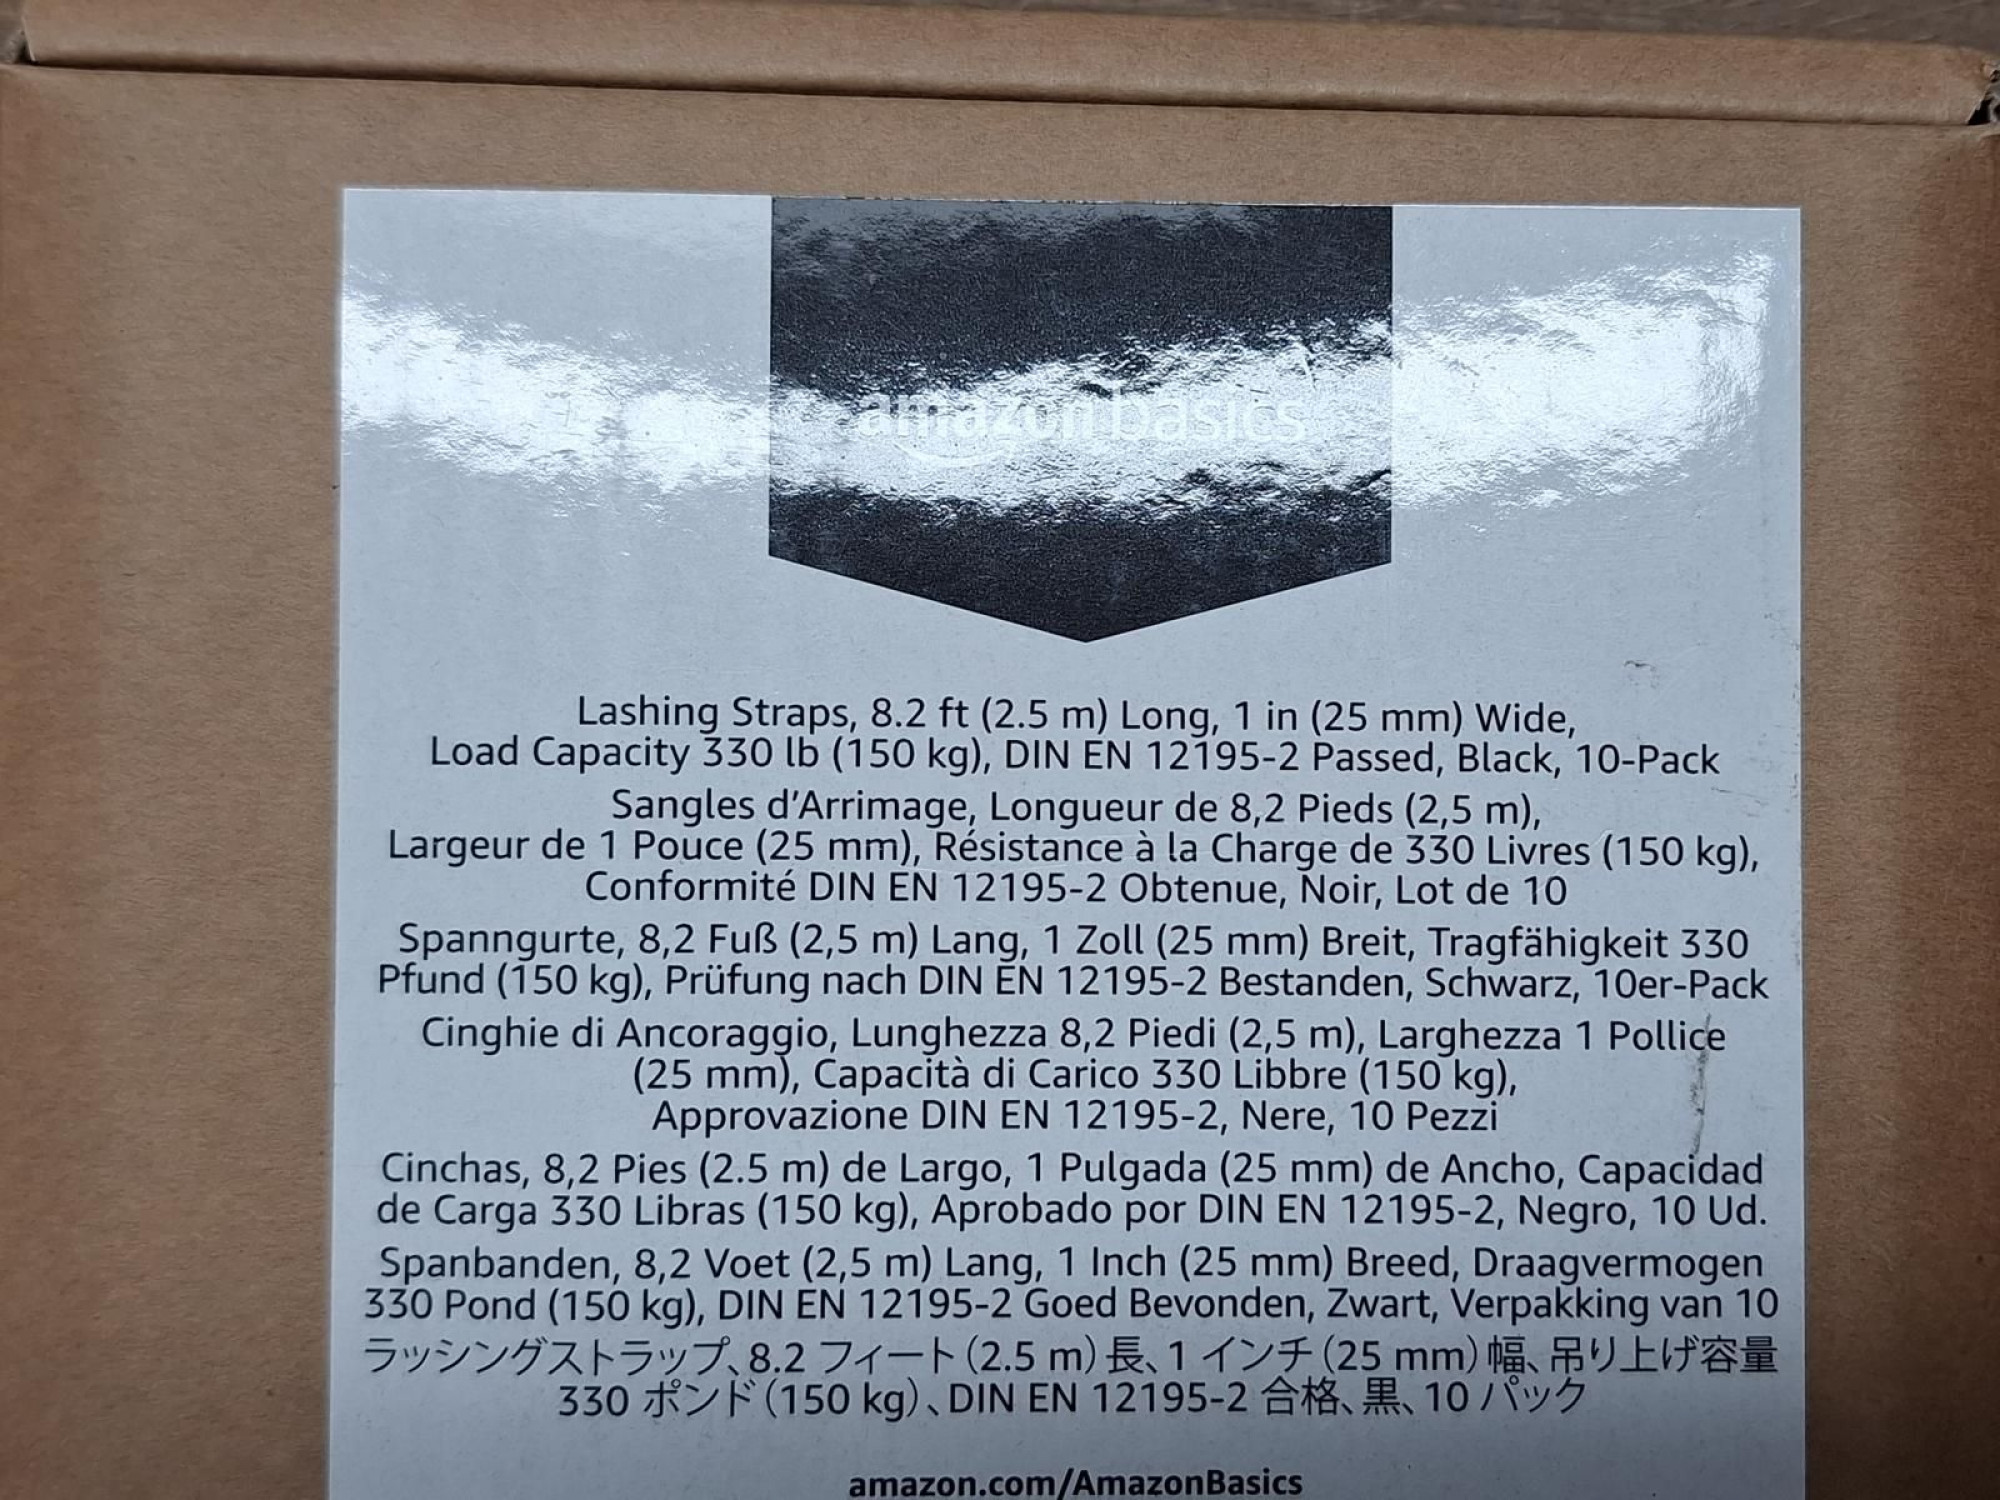 amazonbasics
Lashing Straps, 8.2 ft (2.5 m) Long, 1 in (25 mm) Wide,
Load Capacity 330 lb (150 kg), DIN EN 12195-2 Passed, Black, 10-Pack
Sangles d’Arrimage, Longueur de 8,2 Pieds (2,5 m),
Largeur de 1 Pouce (25 mm), Résistance à la Charge de 330 Livres (150 kg),
Conformité DIN EN 12195-2 Obtenue, Noir, Lot de 10
Spanngurte, 8,2 Fuß (2,5 m) Lang, 1 Zoll (25 mm) Breit, Tragfähigkeit 330
Pfund (150 kg), Prüfung nach DIN EN 12195-2 Bestanden, Schwarz, 10er-Pack
Cinghie di Ancoraggio, Lunghezza 8,2 Piedi (2,5 m), Larghezza 1 Pollice
(25 mm), Capacità di Carico 330 Libbre (150 kg),
Approvazione DIN EN 12195-2, Nere, 10 Pezzi
Cinchas, 8,2 Pies (2.5 m) de Largo, 1 Pulgada (25 mm) de Ancho, Capacidad
de Carga 330 Libras (150 kg), Aprobado por DIN EN 12195-2, Negro, 10 Ud.
Spanbanden, 8,2 Voet (2,5 m) Lang, 1 Inch (25 mm) Breed, Draagvermogen
330 Pond (150 kg), DIN EN 12195-2 Goed Bevonden, Zwart, Verpakking van 10
ラッシングストラップ、8.2 フィート（2.5 m）長、1 インチ（25 mm）幅、吊り上げ容量
330 ポンド（150 kg）、DIN EN 12195-2 合格、黒、10 パック
amazon.com/AmazonBasics